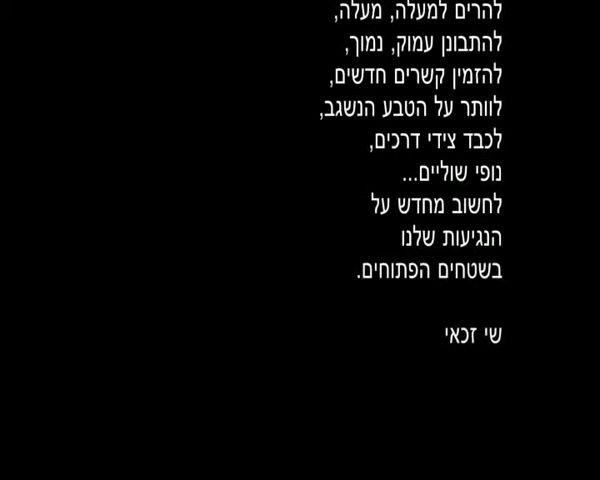 להרים למעלה, מעלה,
להתבונן עמוק, נמוך,
להזמין קשרים חדשים,
לוותר על הטבע הנשגב,
לכבד צידי דרכים,
נופי שוליים...
לחשוב מחדש על
הנגיעות שלנו
בשטחים הפתוחים.
שי זכאי